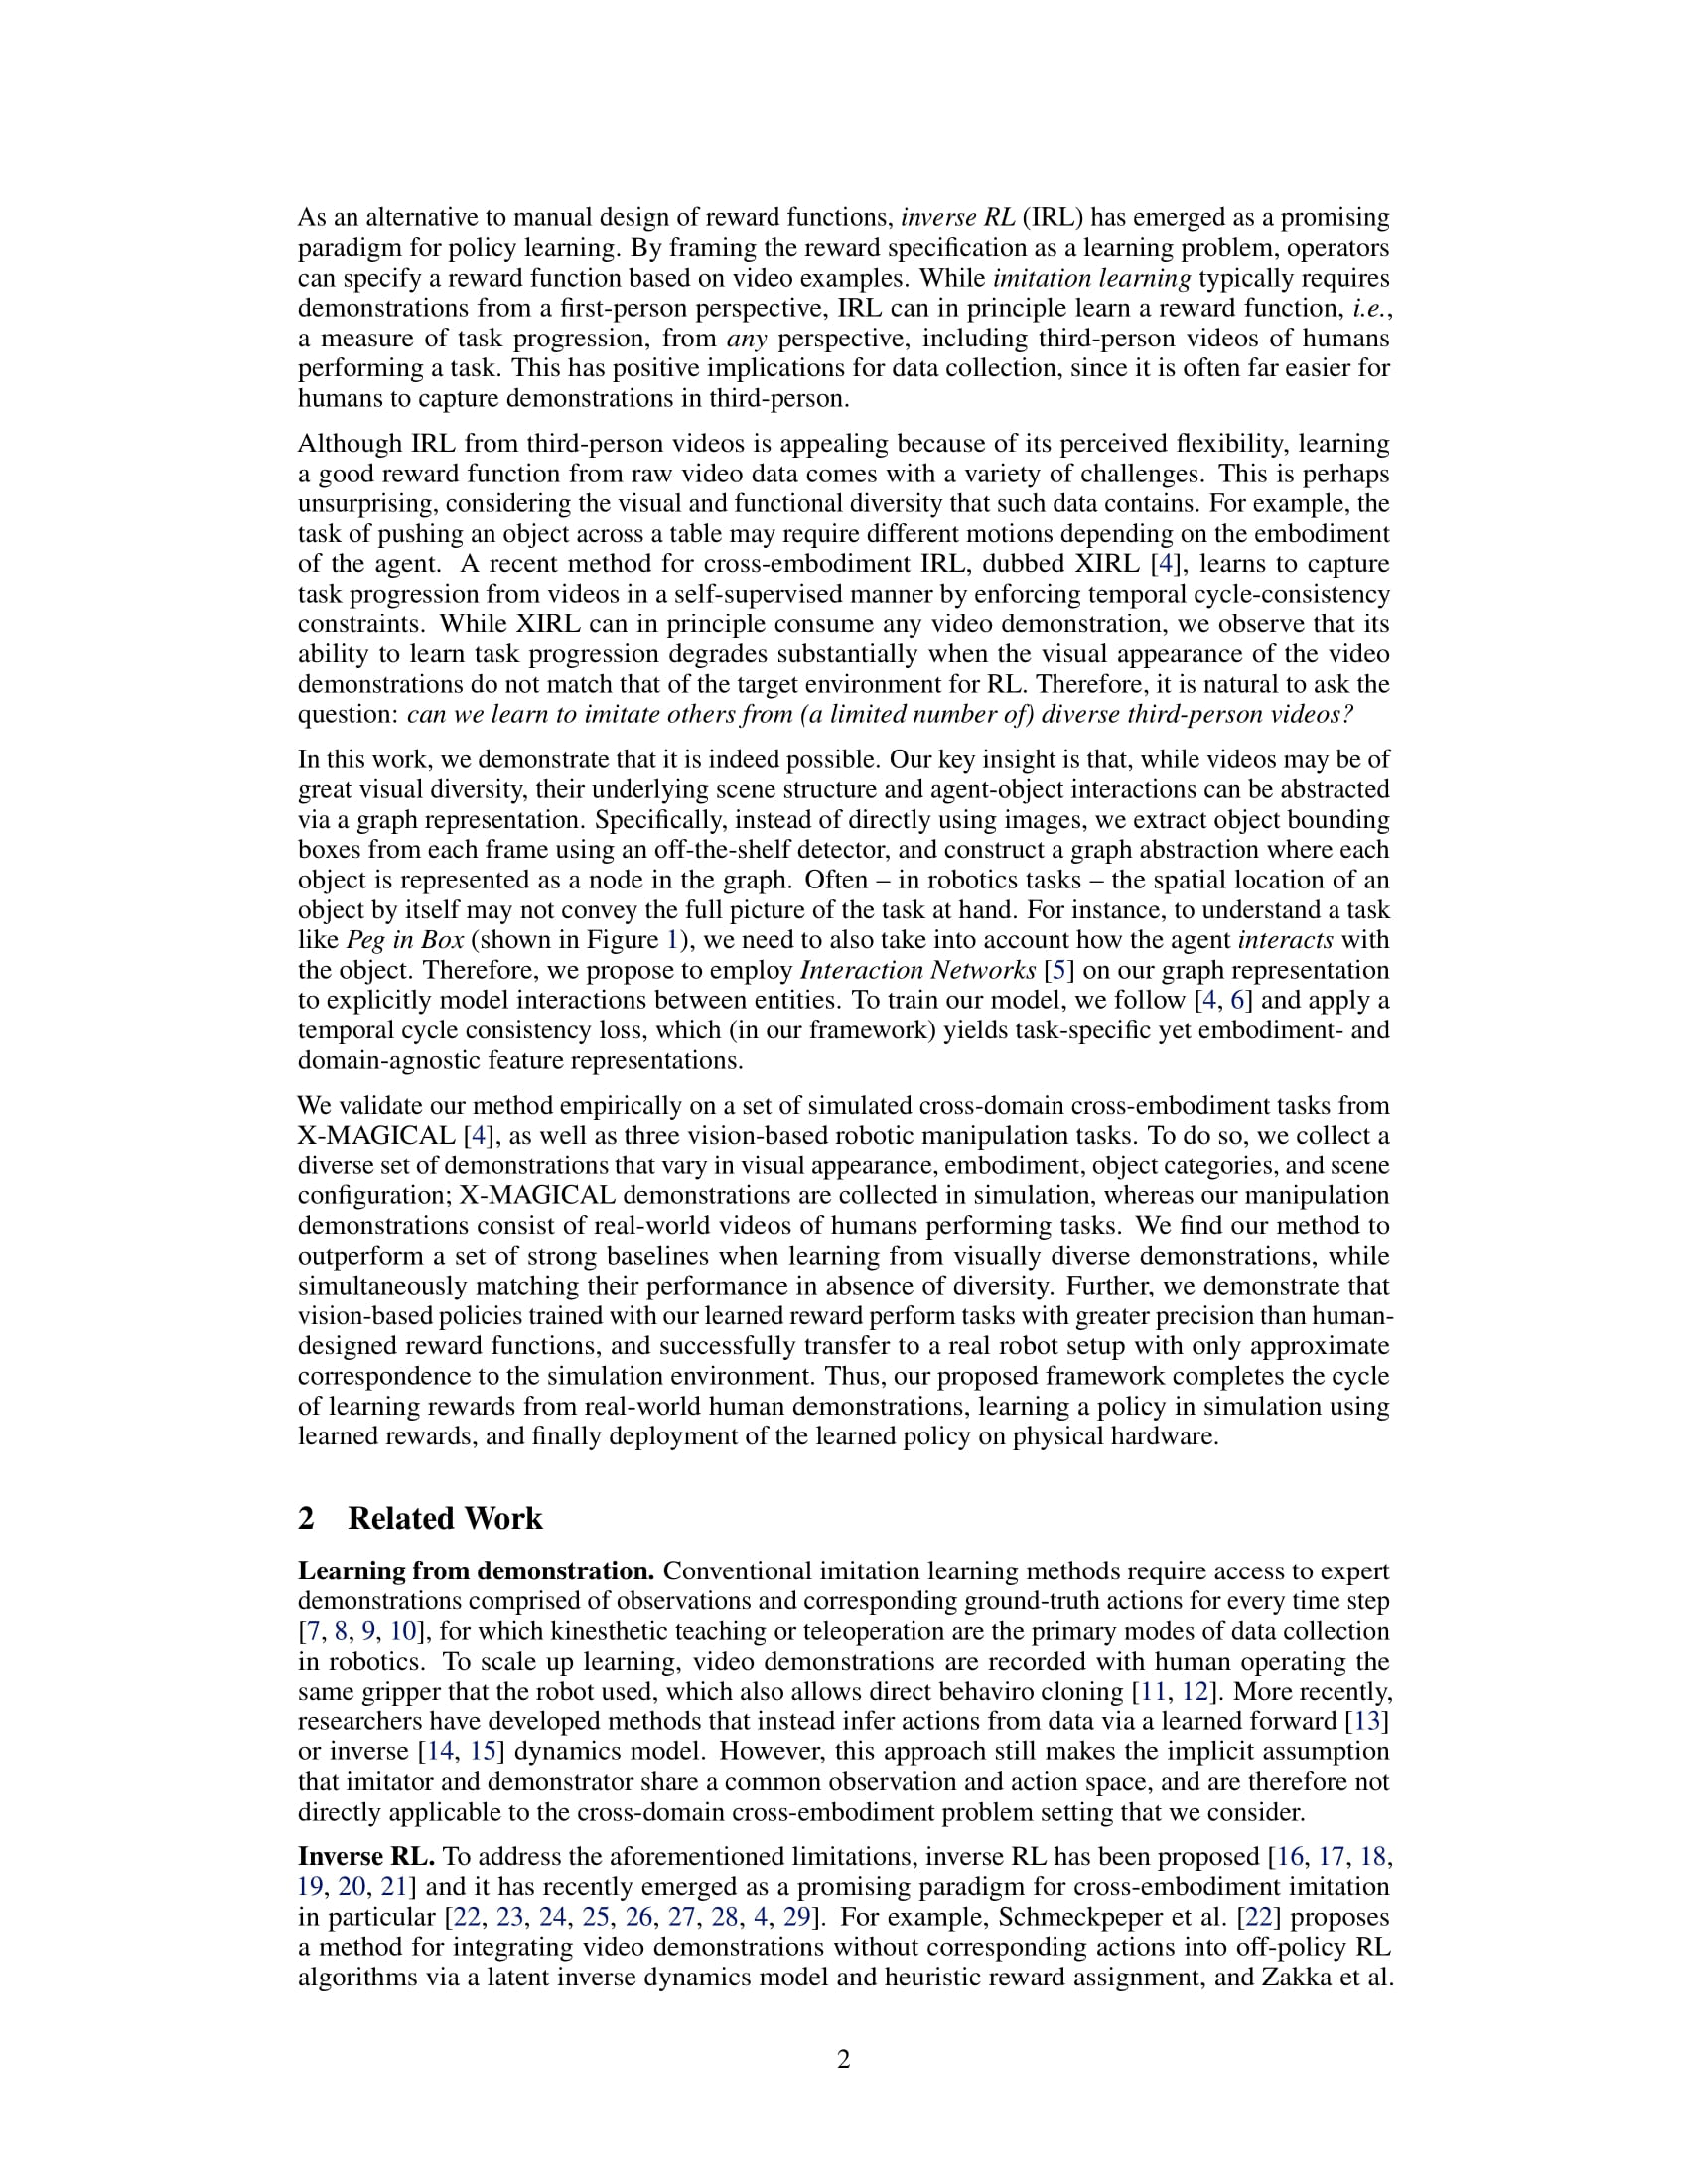 As an alternative to manual design of reward functions, inverse RL (IRL) has emerged as a promising
paradigm for policy learning. By framing the reward specification as a learning problem, operators
can specify a reward function based on video examples. While imitation learning typically requires
demonstrations from a first-person perspective, IRL can in principle learn a reward function, i.e.,
a measure of task progression, from any perspective, including third-person videos of humans
performing a task. This has positive implications for data collection, since it is often far easier for
humans to capture demonstrations in third-person.
Although IRL from third-person videos is appealing because of its perceived flexibility, learning
a good reward function from raw video data comes with a variety of challenges. This is perhaps
unsurprising, considering the visual and functional diversity that such data contains. For example, the
task of pushing an object across a table may require different motions depending on the embodiment
of the agent. A recent method for cross-embodiment IRL, dubbed XIRL [4], learns to capture
task progression from videos in a self-supervised manner by enforcing temporal cycle-consistency
constraints. While XIRL can in principle consume any video demonstration, we observe that its
ability to learn task progression degrades substantially when the visual appearance of the video
demonstrations do not match that of the target environment for RL. Therefore, it is natural to ask the
question: can we learn to imitate others from (a limited number of) diverse third-person videos?
In this work, we demonstrate that it is indeed possible. Our key insight is that, while videos may be of
great visual diversity, their underlying scene structure and agent-object interactions can be abstracted
via a graph representation. Specifically, instead of directly using images, we extract object bounding
boxes from each frame using an off-the-shelf detector, and construct a graph abstraction where each
object is represented as a node in the graph. Often – in robotics tasks – the spatial location of an
object by itself may not convey the full picture of the task at hand. For instance, to understand a task
like Peg in Box (shown in Figure 1), we need to also take into account how the agent interacts with
the object. Therefore, we propose to employ Interaction Networks [5] on our graph representation
to explicitly model interactions between entities. To train our model, we follow [4, 6] and apply a
temporal cycle consistency loss, which (in our framework) yields task-specific yet embodiment- and
domain-agnostic feature representations.
We validate our method empirically on a set of simulated cross-domain cross-embodiment tasks from
X-MAGICAL [4], as well as three vision-based robotic manipulation tasks. To do so, we collect a
diverse set of demonstrations that vary in visual appearance, embodiment, object categories, and scene
configuration; X-MAGICAL demonstrations are collected in simulation, whereas our manipulation
demonstrations consist of real-world videos of humans performing tasks. We find our method to
outperform a set of strong baselines when learning from visually diverse demonstrations, while
simultaneously matching their performance in absence of diversity. Further, we demonstrate that
vision-based policies trained with our learned reward perform tasks with greater precision than human-
designed reward functions, and successfully transfer to a real robot setup with only approximate
correspondence to the simulation environment. Thus, our proposed framework completes the cycle
of learning rewards from real-world human demonstrations, learning a policy in simulation using
learned rewards, and finally deployment of the learned policy on physical hardware.
2 Related Work
Learning from demonstration. Conventional imitation learning methods require access to expert
demonstrations comprised of observations and corresponding ground-truth actions for every time step
[7, 8, 9, 10], for which kinesthetic teaching or teleoperation are the primary modes of data collection
in robotics. To scale up learning, video demonstrations are recorded with human operating the
same gripper that the robot used, which also allows direct behaviro cloning [11, 12]. More recently,
researchers have developed methods that instead infer actions from data via a learned forward [13]
or inverse [14, 15] dynamics model. However, this approach still makes the implicit assumption
that imitator and demonstrator share a common observation and action space, and are therefore not
directly applicable to the cross-domain cross-embodiment problem setting that we consider.
Inverse RL. To address the aforementioned limitations, inverse RL has been proposed [16, 17, 18,
19, 20, 21] and it has recently emerged as a promising paradigm for cross-embodiment imitation
in particular [22, 23, 24, 25, 26, 27, 28, 4, 29]. For example, Schmeckpeper et al. [22] proposes
a method for integrating video demonstrations without corresponding actions into off-policy RL
algorithms via a latent inverse dynamics model and heuristic reward assignment, and Zakka et al.
2